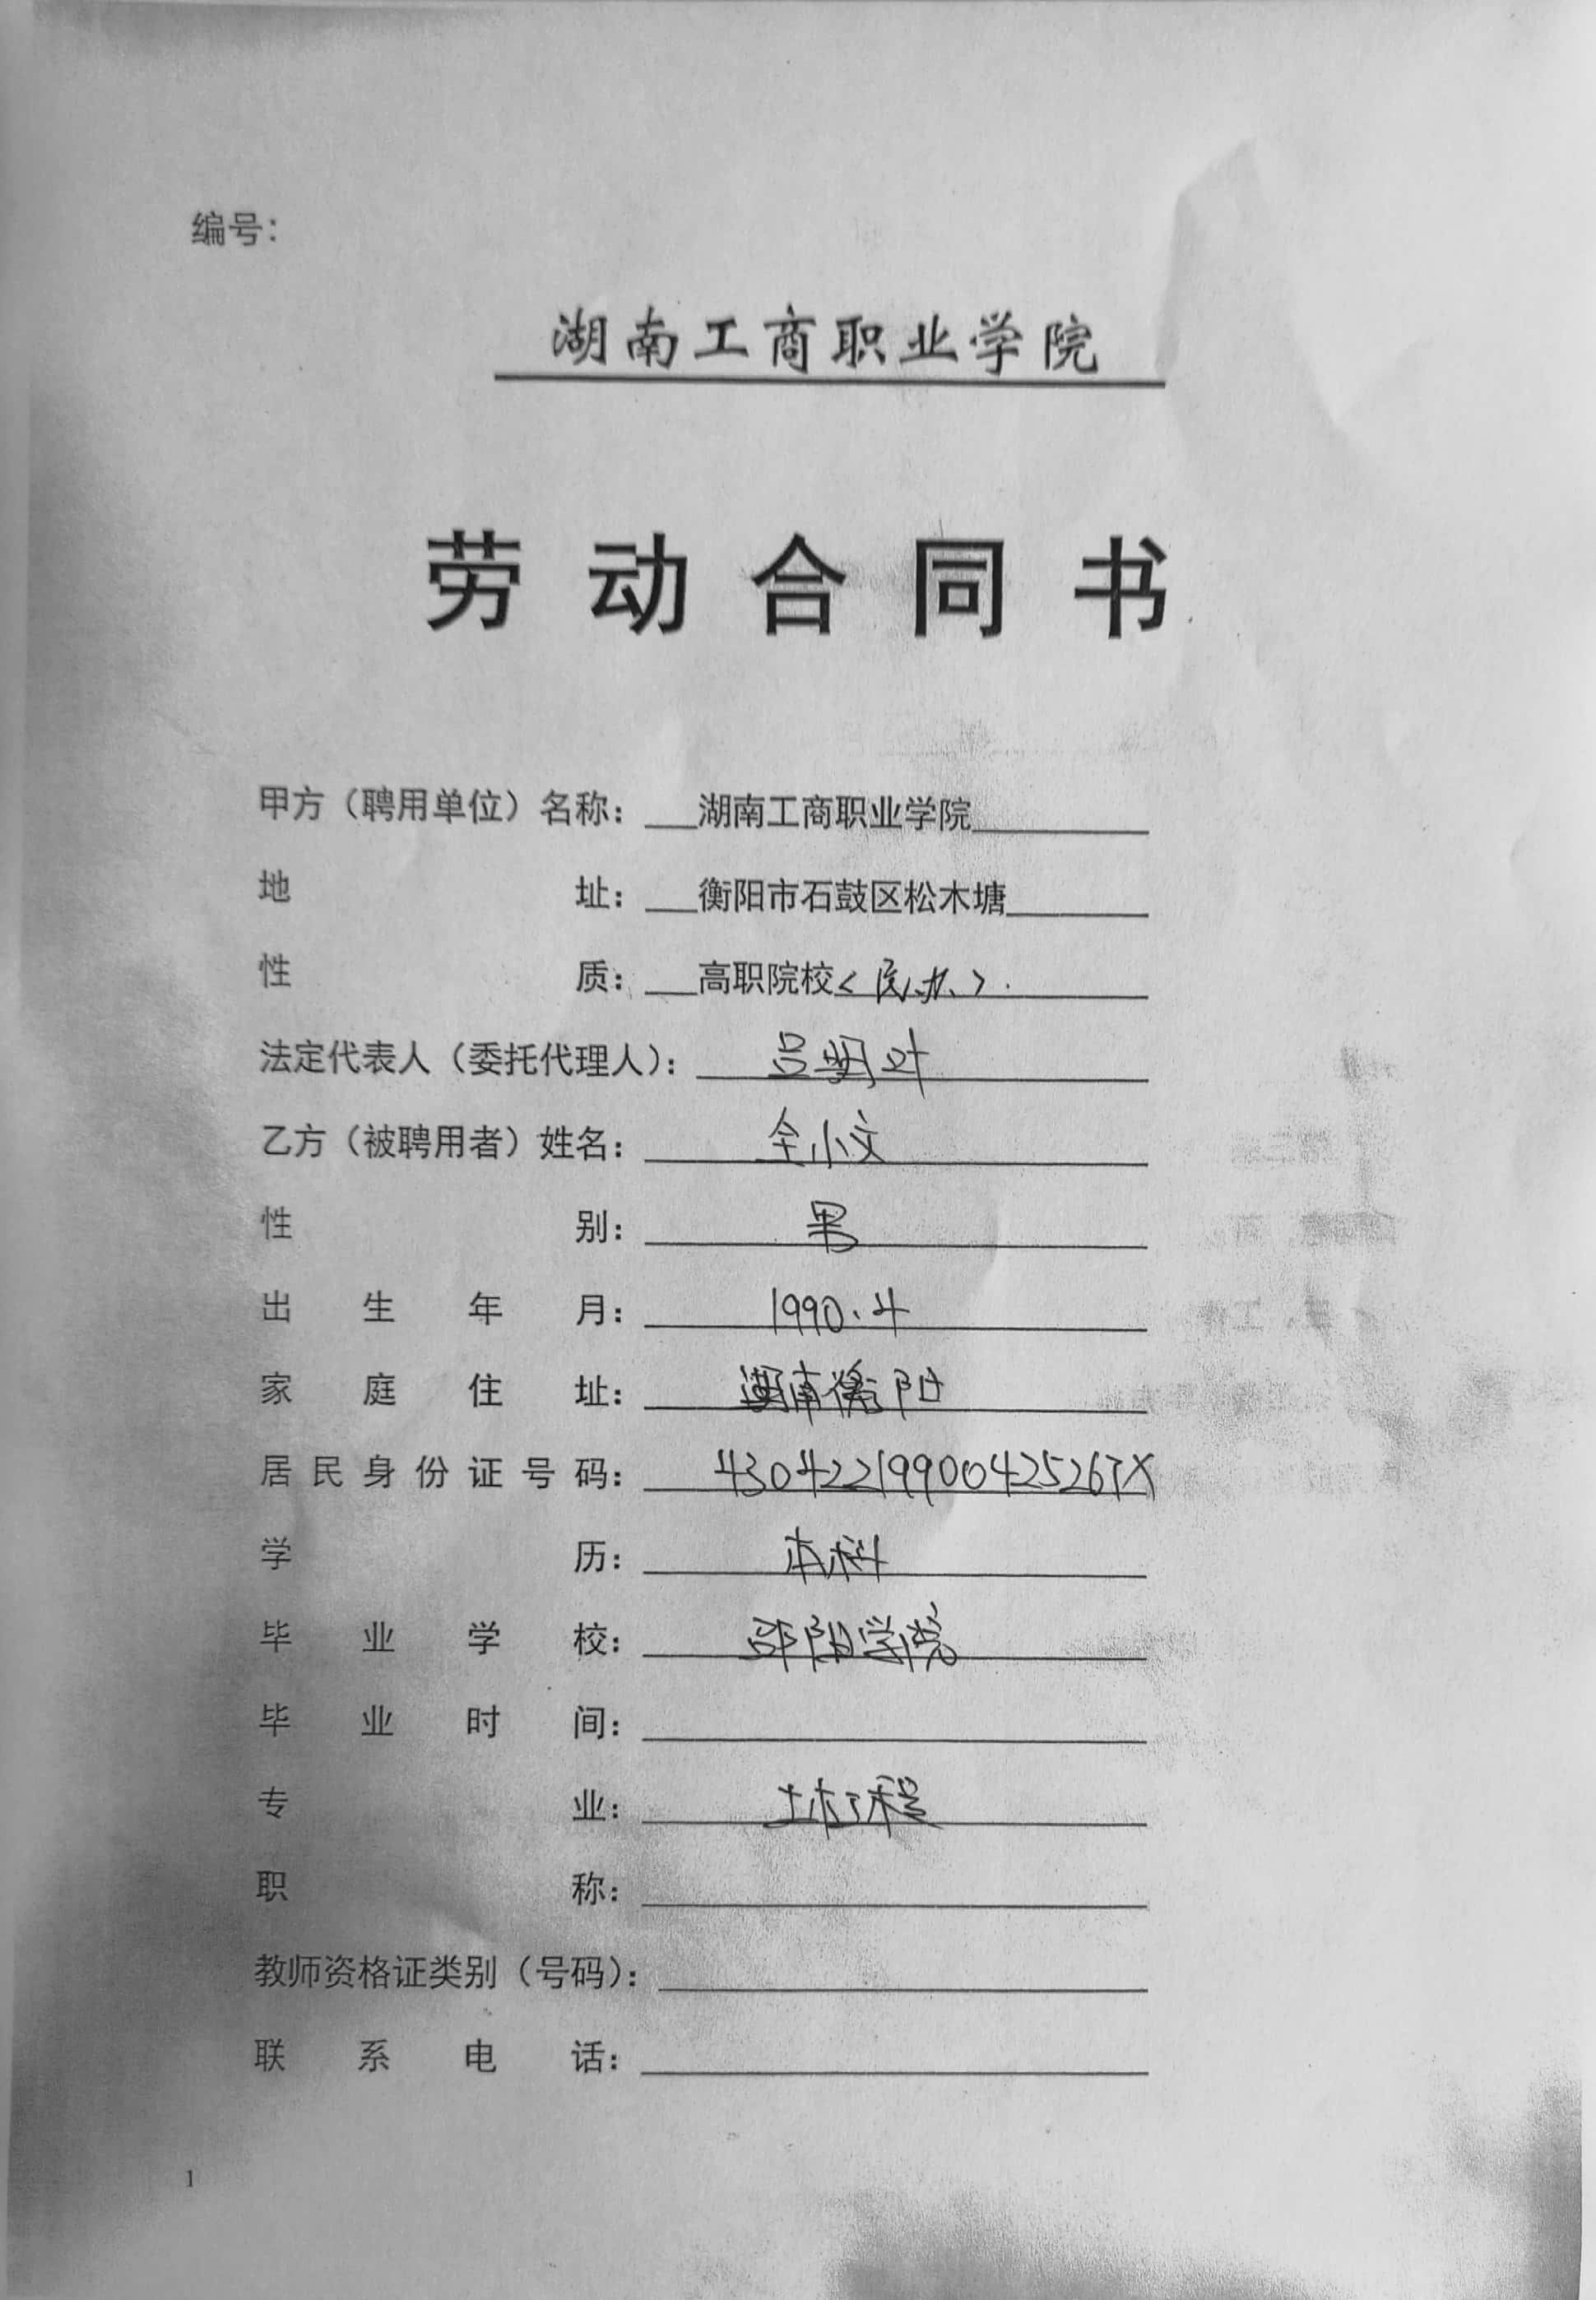 编号：
湖南工商职业学院
劳动合同书
甲方（聘用单位）名称：湖南工商职业学院
地址：衡阳市石鼓区松木塘
性质：高职院校<民办>.
法定代表人（委托代理人）：吕明叶
乙方（被聘用者）姓名：全小文
性别：男
出生年月：1990.4
家庭住址：湖南衡阳
居民身份证号码：43042219900425267X
学历：本科
毕业学校：邵阳学院
毕业时间：
专业：土木工程
职称：
教师资格证类别（号码）：
联系电话：
1